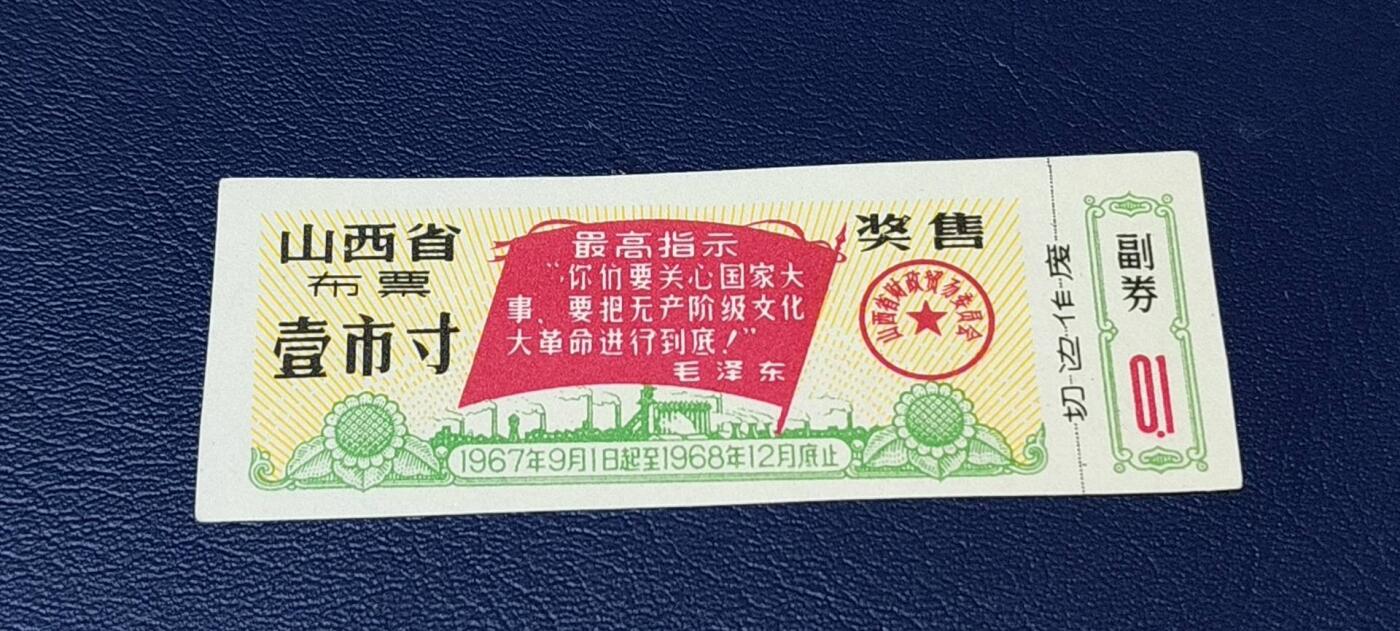 山西省
布票
壹市寸
最高指示
“你们要关心国家大
事、要把无产阶级文化
大革命进行到底！”
毛泽东
奖售
山西省财政贸易委员会
1967年9月1日起至1968年12月底止
切边作废
副券
0.1